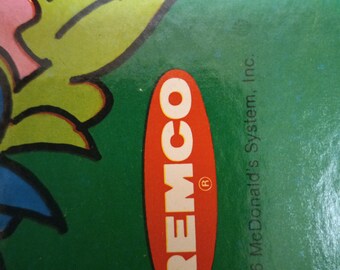 REMCO ®
s McDonald's System, Inc.